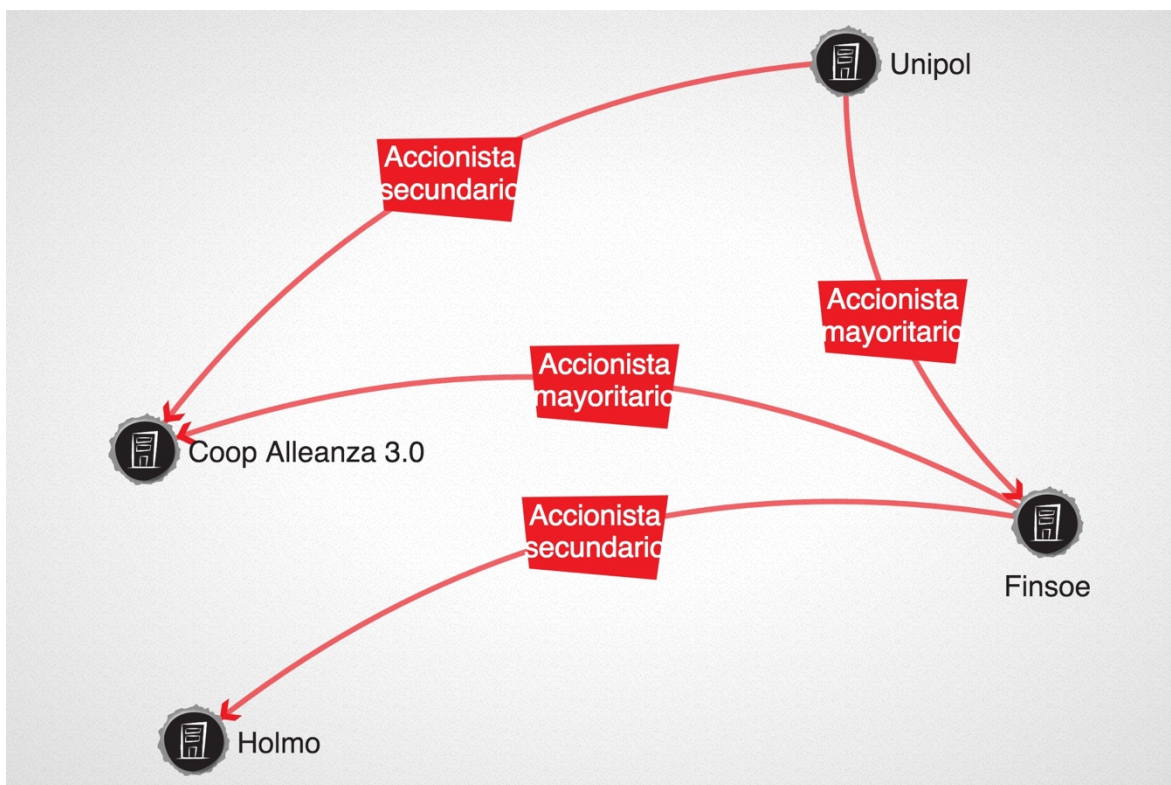 Unipol
Accionista
secundario
Accionista
mayoritario
Accionista
mayoritario
Coop Alleanza 3.0
Accionista
secundario
Finsoe
Holmo